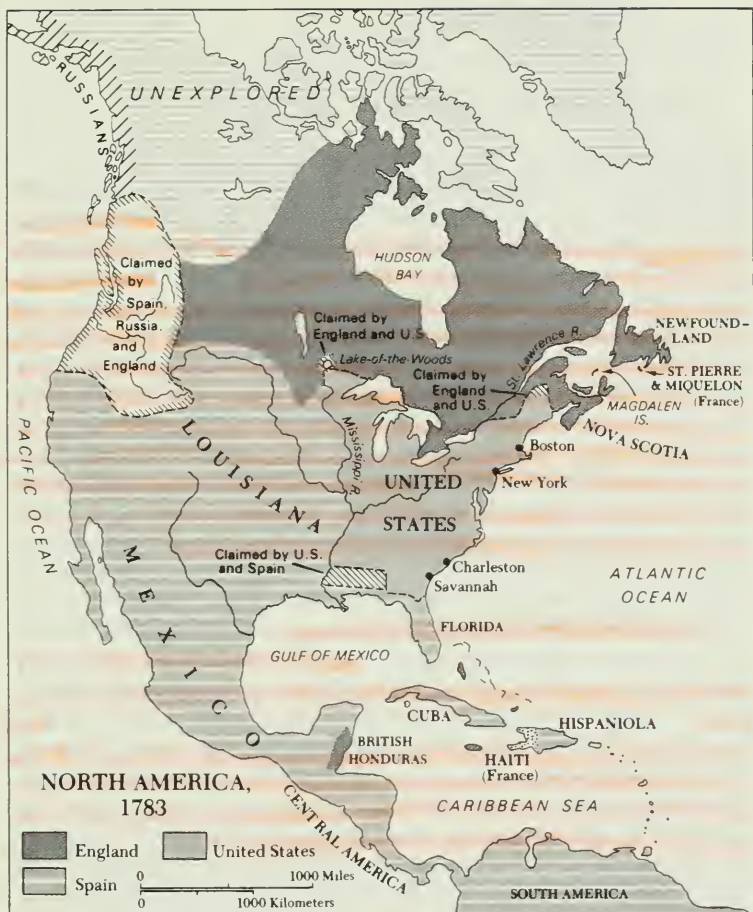 RUSSIANS
UNEXPLORED
Claimed
by
Spain,
Russia,
and
England
HUDSON
BAY
Claimed by
England and U.S.
Lake-of-the-Woods
Claimed by
England
and U.S.
St. Lawrence R.
NEWFOUND-
LAND
ST. PIERRE
& MIQUELON
(France)
MAGDALEN
IS.
NOVA SCOTIA
PACIFIC OCEAN
LOUISIANA
Mississippi R.
UNITED
STATES
Boston
New York
Claimed by U.S.
and Spain
Charleston
Savannah
ATLANTIC
OCEAN
MEXICO
FLORIDA
GULF OF MEXICO
CUBA
HISPANIOLA
HAITI
(France)
BRITISH
HONDURAS
CENTRAL AMERICA
CARIBBEAN SEA
SOUTH AMERICA
NORTH AMERICA,
1783
England
United States
Spain
0 1000 Miles
0 1000 Kilometers